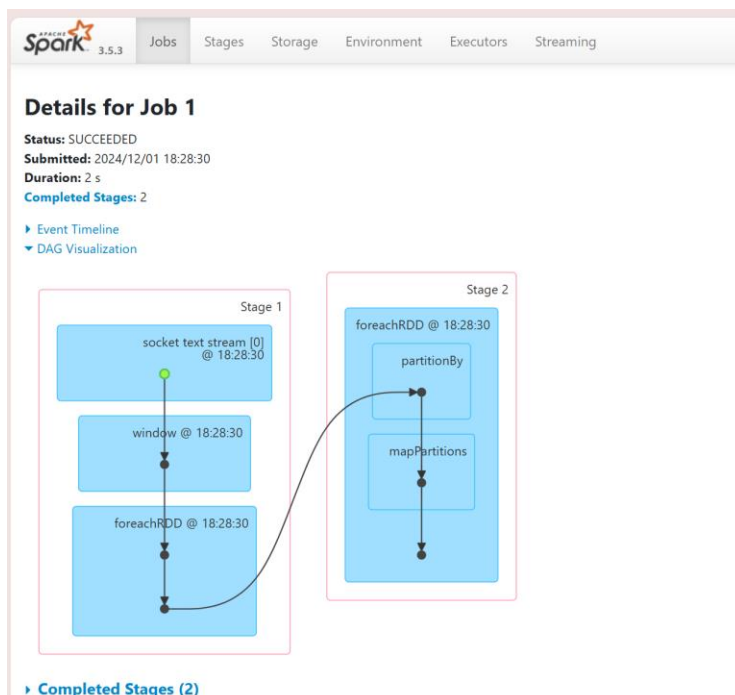 APACHE
Spark 3.5.3 Jobs Stages Storage Environment Executors Streaming
Details for Job 1
Status: SUCCEEDED
Submitted: 2024/12/01 18:28:30
Duration: 2 s
Completed Stages: 2
Event Timeline
DAG Visualization
Stage 1
socket text stream [0]
@ 18:28:30
window @ 18:28:30
foreachRDD @ 18:28:30
Stage 2
foreachRDD @ 18:28:30
partitionBy
mapPartitions
Completed Stages (2)